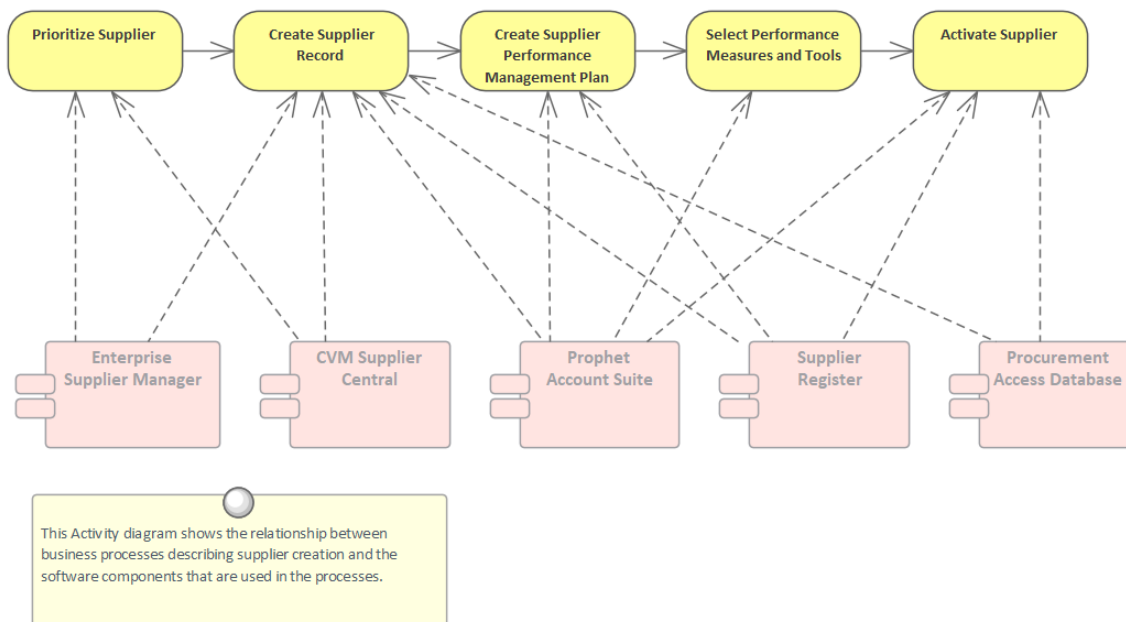 Prioritize Supplier
Create Supplier
Record
Create Supplier
Performance
Management Plan
Select Performance
Measures and Tools
Activate Supplier
Enterprise
Supplier Manager
CVM Supplier
Central
Prophet
Account Suite
Supplier
Register
Procurement
Access Database
This Activity diagram shows the relationship between
business processes describing supplier creation and the
software components that are used in the processes.